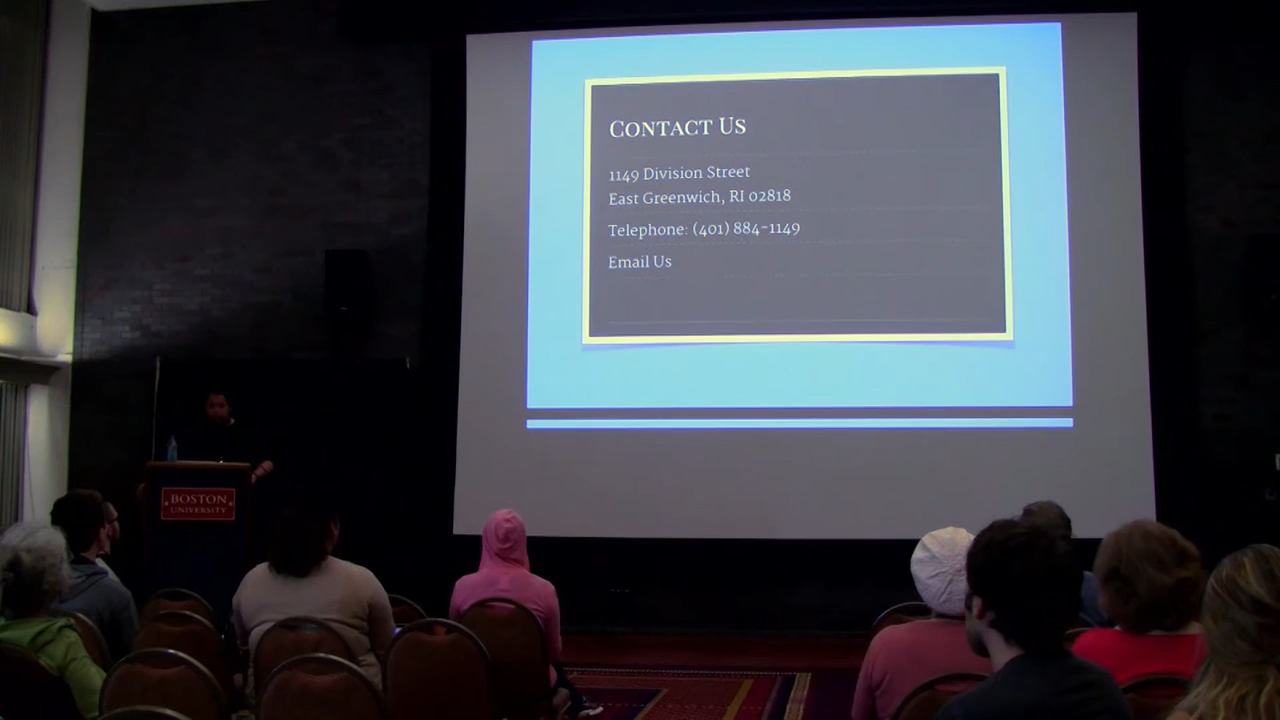 Contact Us
1149 Division Street
East Greenwich, RI 02818
Telephone: (401) 884-1149
Email Us
BOSTON
UNIVERSITY